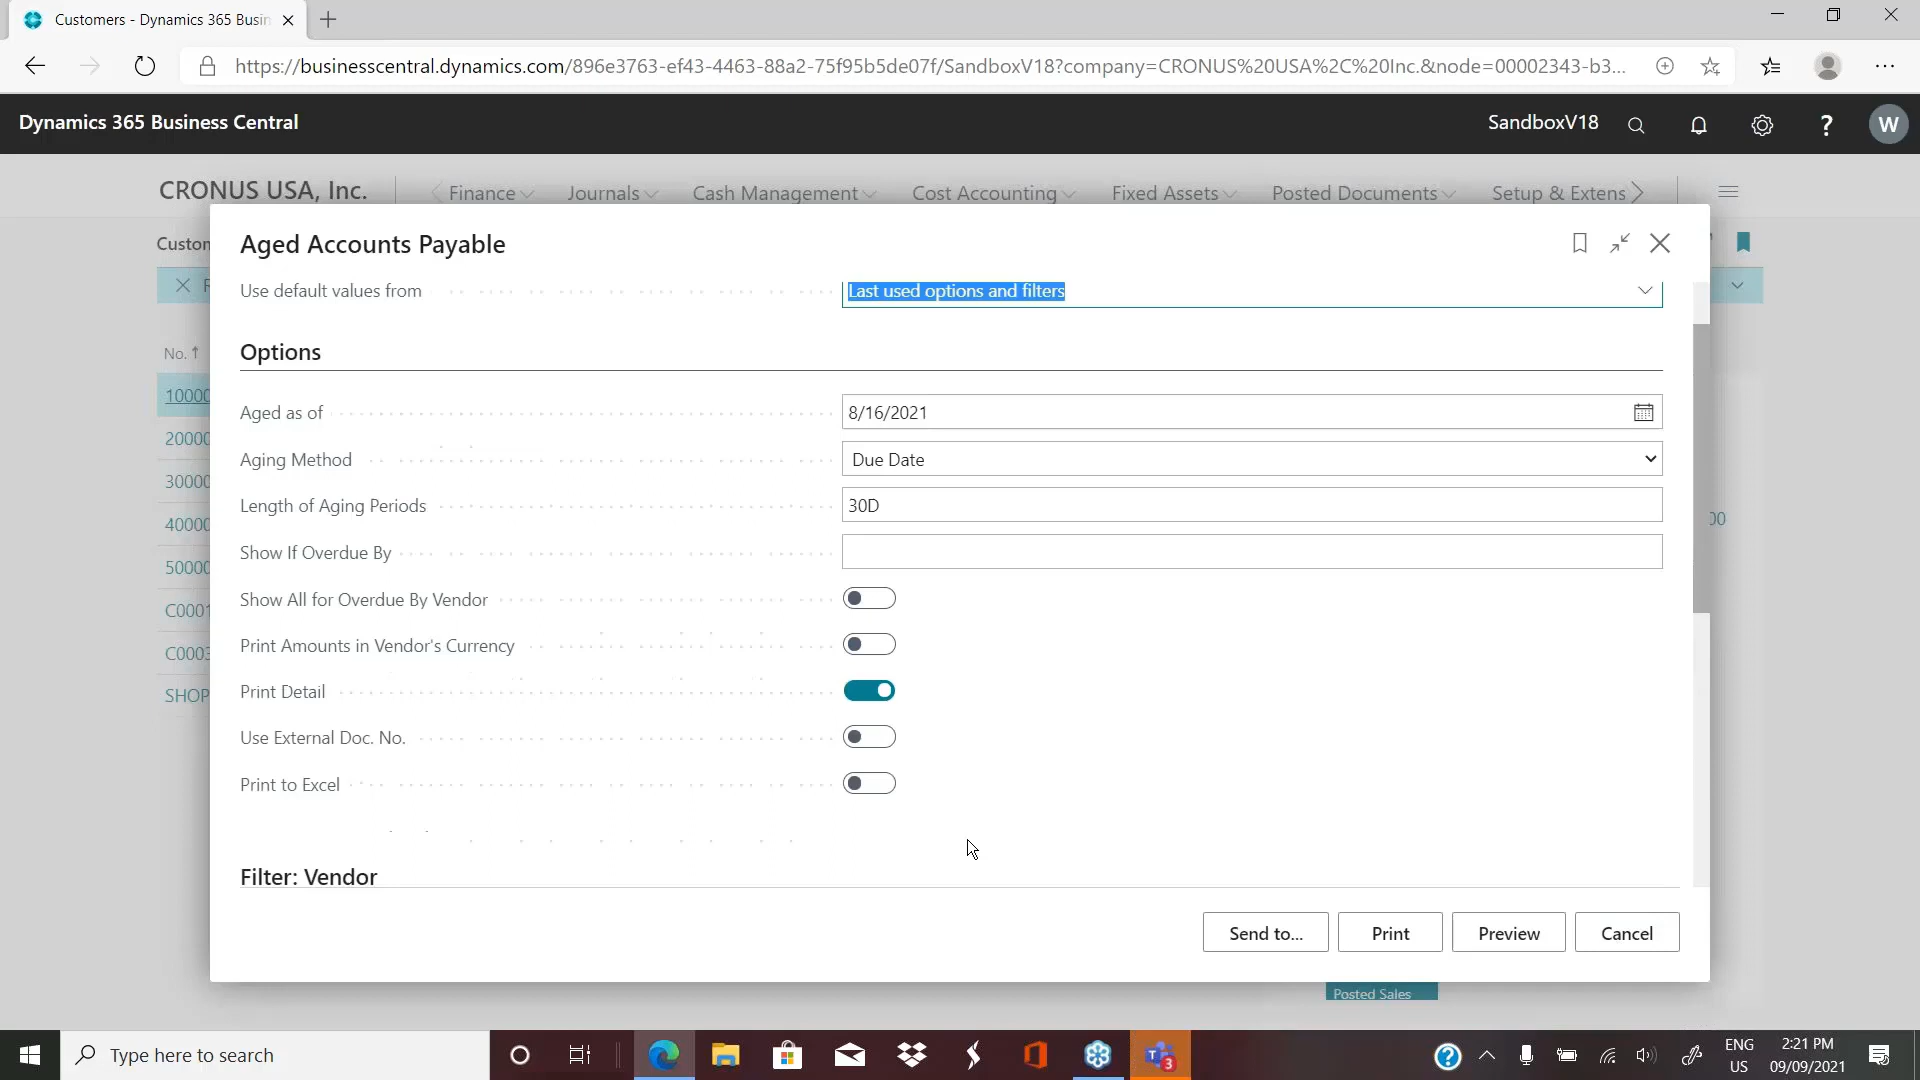 Customers - Dynamics 365 Busin
https://businesscentral.dynamics.com/896e3763-ef43-4463-88a2-75f95b5de07f/SandboxV18?company=CRONUS%20USA%2C%20Inc.&node=00002343-b3...
Dynamics 365 Business Central
SandboxV18
?
W
CRONUS USA, Inc.
Finance
Journals
Cash Management
Cost Accounting
Fixed Assets
Posted Documents
Setup & Extens
Custon
Aged Accounts Payable
Use default values from
Last used options and filters
No. ↑
Options
10000
Aged as of
8/16/2021
20000
Aging Method
Due Date
30000
Length of Aging Periods
30D
40000
00
Show If Overdue By
50000
Show All for Overdue By Vendor
C0001
Print Amounts in Vendor's Currency
C0003
Print Detail
SHOP
Use External Doc. No.
Print to Excel
Filter: Vendor
Send to...
Print
Preview
Cancel
Posted Sales
Type here to search
3
ENG
US
2:21 PM
09/09/2021